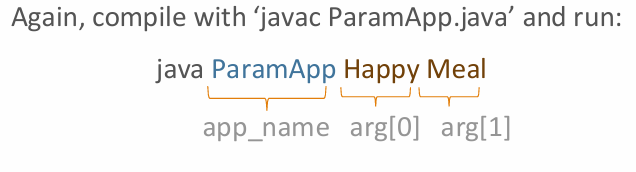 Again, compile with ‘javac ParamApp.java’ and run:
java ParamApp Happy Meal
app_name arg[0] arg[1]